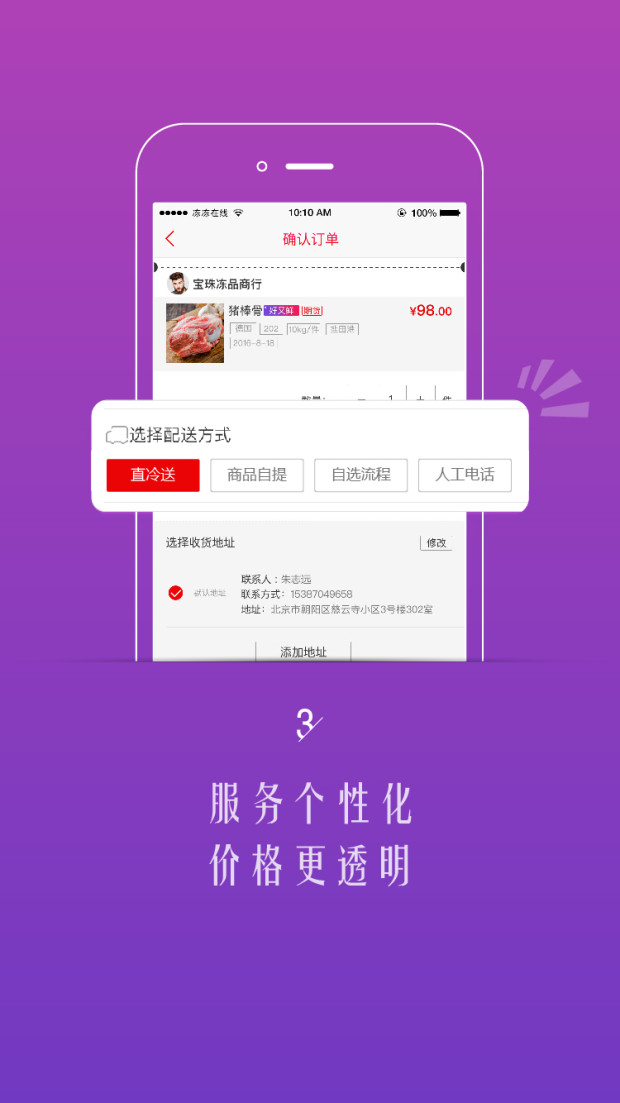 冻冻在线 10:10 AM 100%
确认订单
宝珠冻品商行
猪棒骨 好又鲜 期货 ¥98.00
德国 202 10kg/件 盐田港
2016-8-18
1 件
选择配送方式
直冷送 商品自提 自选流程 人工电话
选择收货地址 修改
联系人：朱志远
默认地址 联系方式：15387049658
地址：北京市朝阳区慈云寺小区3号楼302室
添加地址
3
服务个性化
价格更透明